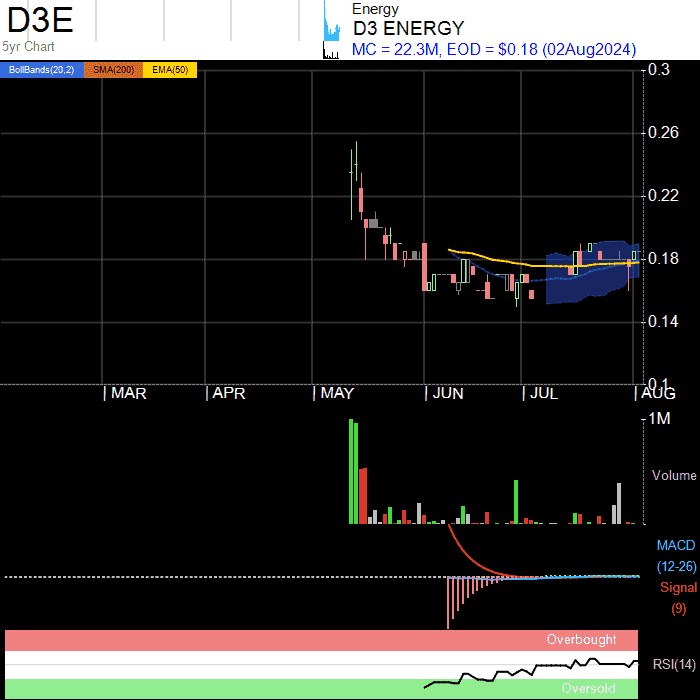 D3E
Energy
D3 ENERGY
5yr Chart
MC = 22.3M, EOD = $0.18 (02Aug2024)
BollBands(20,2) SMA(200) EMA(50)
0.3
0.26
0.22
0.18
0.14
0.1
MAR APR MAY JUN JUL AUG
1M
Volume
MACD
(12-26)
Signal
(9)
Overbought
RSI(14)
Oversold